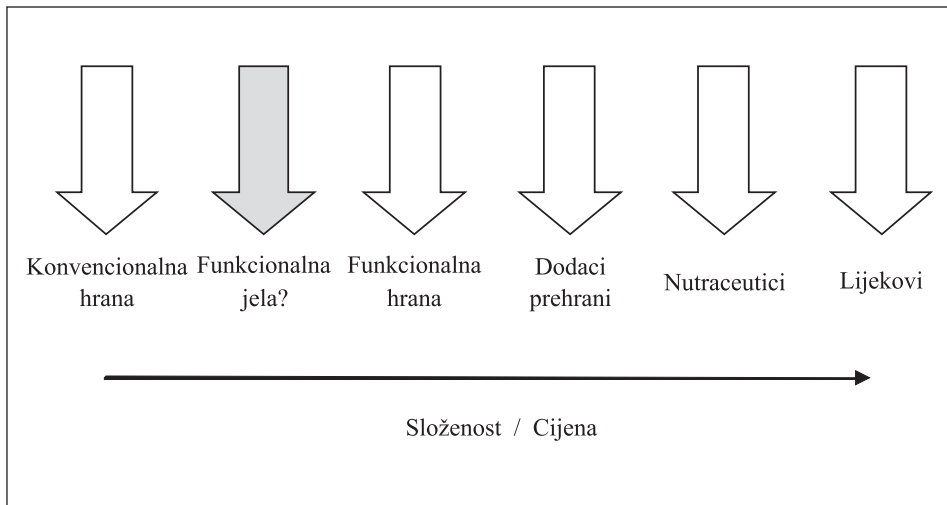 Konvencionalna
hrana
Funkcionalna
jela?
Funkcionalna
hrana
Dodaci
prehrani
Nutraceutici
Lijekovi
Složenost / Cijena